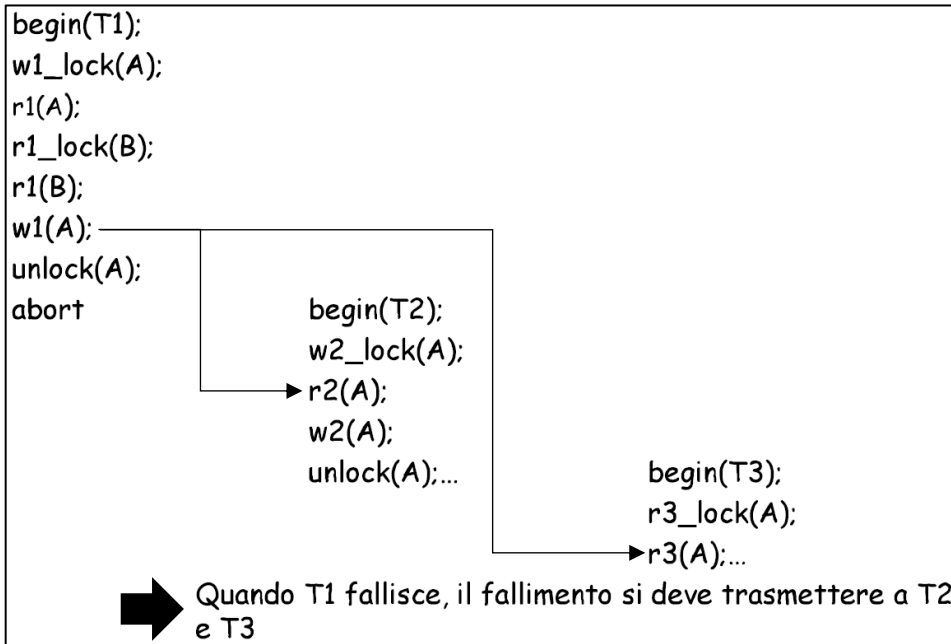 begin(T1);
w1_lock(A);
r1(A);
r1_lock(B);
r1(B);
w1(A);
unlock(A);
abort
begin(T2);
w2_lock(A);
r2(A);
w2(A);
unlock(A);...
begin(T3);
r3_lock(A);
r3(A);...
Quando T1 fallisce, il fallimento si deve trasmettere a T2
e T3